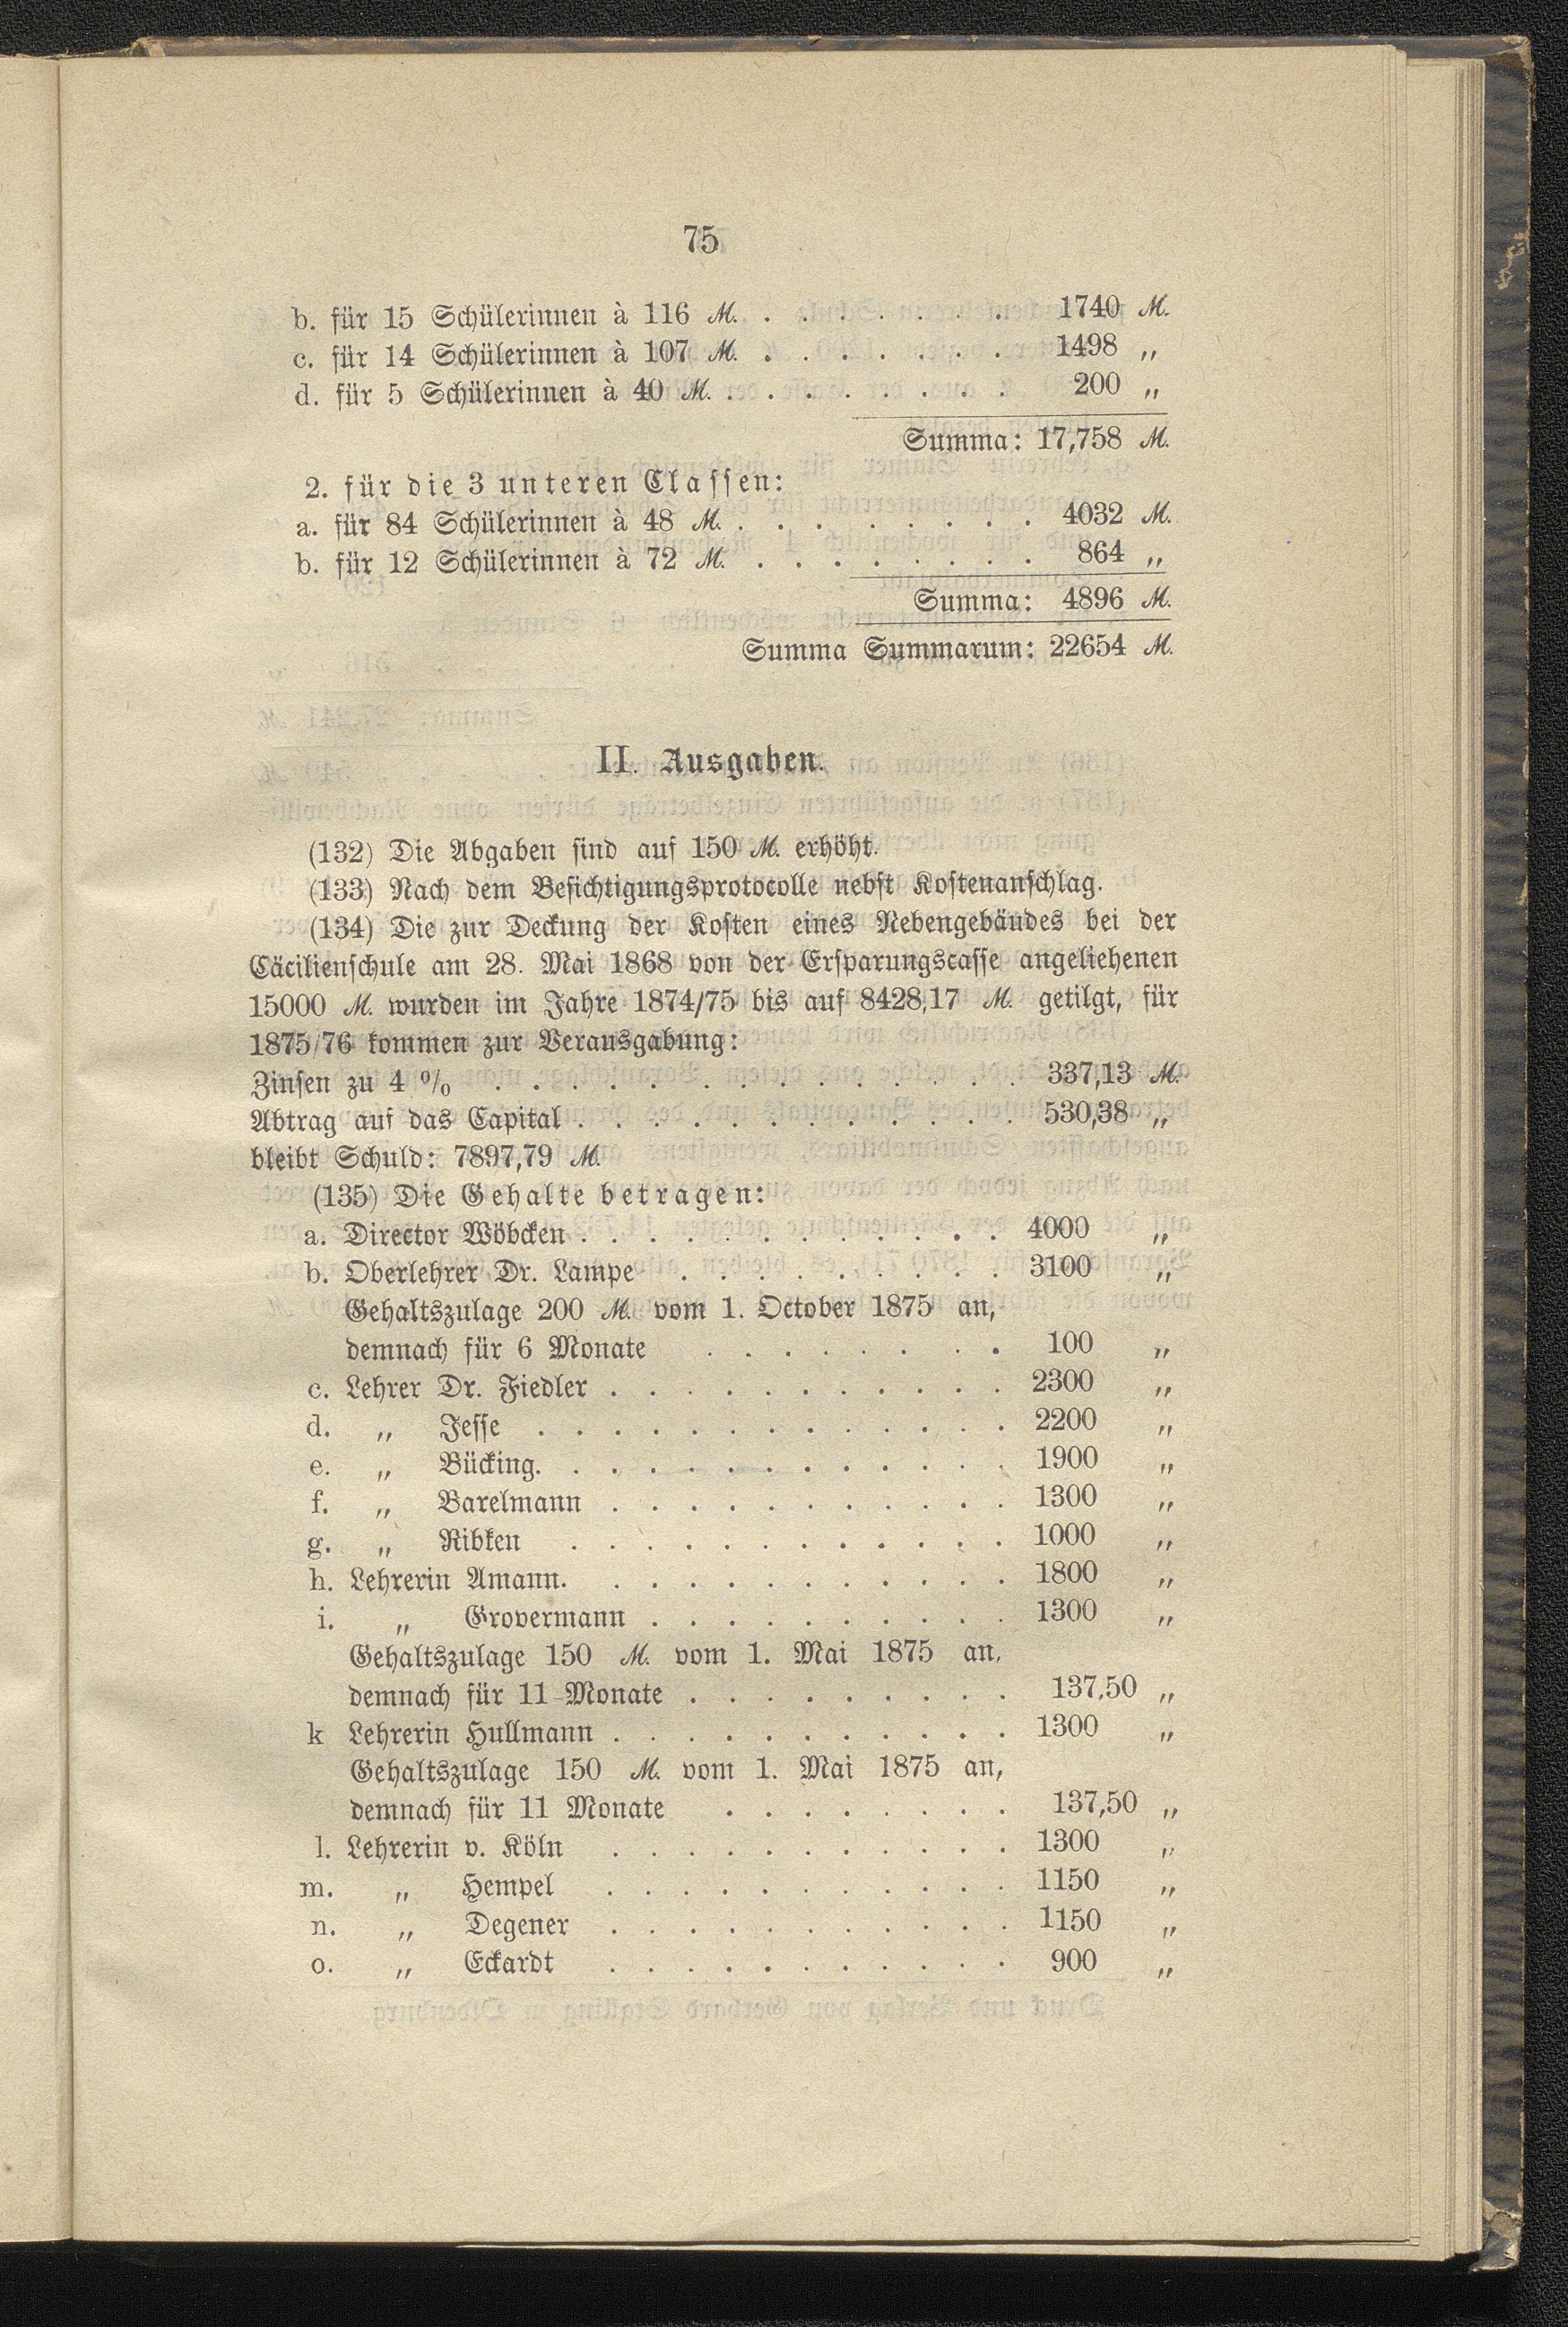 75
b. für 15 Schülerinnen à 116 M. . . . . . . . 1740 M.
c. für 14 Schülerinnen à 107 M. . . . . . . . 1498 „
d. für 5 Schülerinnen à 40 M. . . . . . . . . 200 „
Summa: 17,758 M.
2. für die 3 unteren Classen:
a. für 84 Schülerinnen à 48 M. . . . . . . . . 4032 M.
b. für 12 Schülerinnen à 72 M. . . . . . . . . 864 „
Summa: 4896 M.
Summa Summarum: 22654 M.
II. Ausgaben.
(132) Die Abgaben sind auf 150 M. erhöht.
(133) Nach dem Besichtigungsprotocolle nebst Kostenanschlag.
(134) Die zur Deckung der Kosten eines Nebengebäudes bei der
Cäcilienschule am 28. Mai 1868 von der Ersparungscasse angeliehenen
15000 M. wurden im Jahre 1874/75 bis auf 8428,17 M. getilgt, für
1875/76 kommen zur Verausgabung:
Zinsen zu 4 % . . . . . . . . . . . . . . 337,13 M.
Abtrag auf das Capital . . . . . . . . . . . . 530,38 „
bleibt Schuld: 7897,79 M.
(135) Die Gehalte betragen:
a. Director Wöbcken . . . . . . . . . . . . 4000 „
b. Oberlehrer Dr. Lampe . . . . . . . . . 3100 „
Gehaltszulage 200 M. vom 1. October 1875 an,
demnach für 6 Monate . . . . . . . . 100 „
c. Lehrer Dr. Fiedler . . . . . . . . . . . 2300 „
d. „ Jesse . . . . . . . . . . . . . 2200 „
e. „ Bücking. . . . . . . . . . . . . 1900 „
f. „ Barelmann . . . . . . . . . . . 1300 „
g. „ Ribken . . . . . . . . . . . . 1000 „
h. Lehrerin Amann. . . . . . . . . . . . 1800 „
i. „ Grovermann . . . . . . . . . . 1300 „
Gehaltszulage 150 M. vom 1. Mai 1875 an,
demnach für 11 Monate . . . . . . . . . 137,50 „
k Lehrerin Hullmann . . . . . . . . . . . 1300 „
Gehaltszulage 150 M. vom 1. Mai 1875 an,
demnach für 11 Monate . . . . . . . . 137,50 „
l. Lehrerin v. Köln . . . . . . . . . . . 1300 „
m. „ Hempel . . . . . . . . . . . 1150 „
n. „ Degener . . . . . . . . . . . 1150 „
o. „ Eckardt . . . . . . . . . . . 900 „